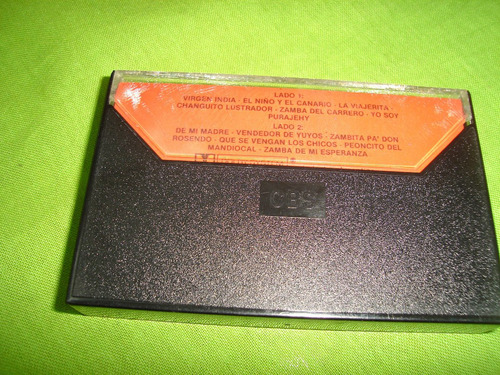 LADO 1:
VIRGEN INDIA - EL NIÑO Y EL CANARIO - LA VIAJERITA -
CHANGUITO LUSTRADOR - ZAMBA DEL CARRERO - YO SOY
PURAJEHY
LADO 2:
DE MI MADRE - VENDEDOR DE YUYOS - ZAMBITA PA' DON
ROSENDO - QUE SE VENGAN LOS CHICOS - PEONCITO DEL
MANDIOCAL - ZAMBA DE MI ESPERANZA
CBS